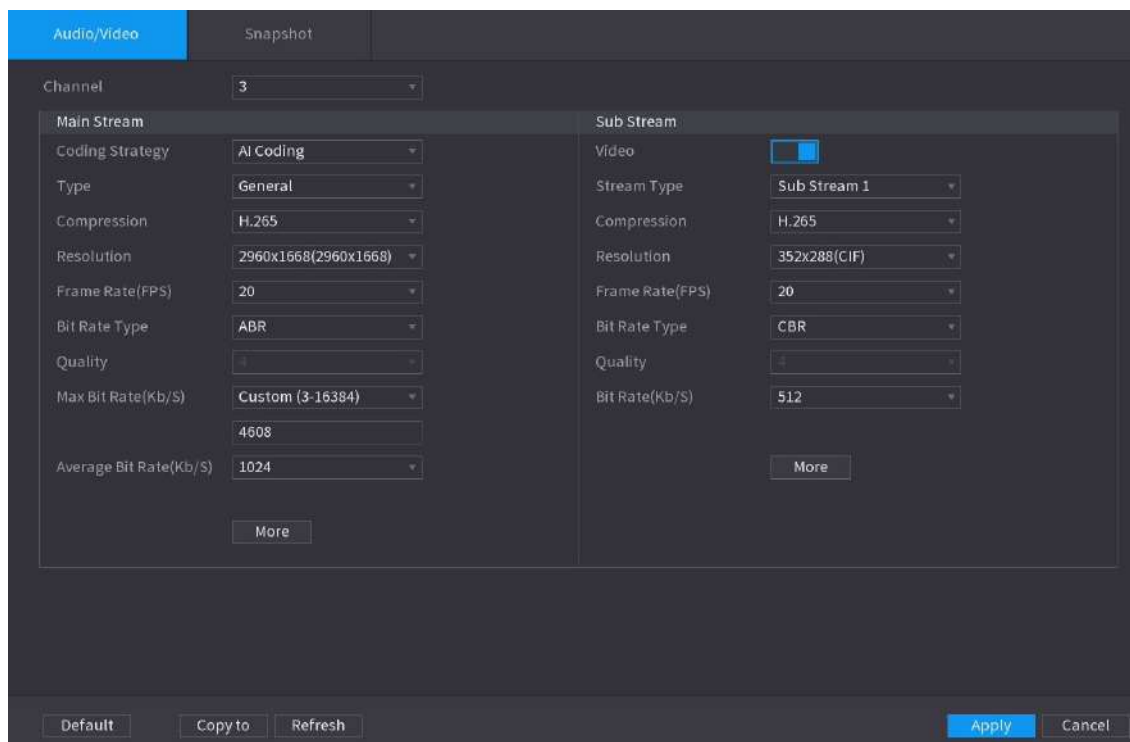 Audio/Video Snapshot
Channel 3
Main Stream Sub Stream
Coding Strategy AI Coding Video
Type General Stream Type Sub Stream 1
Compression H.265 Compression H.265
Resolution 2960x1668(2960x1668) Resolution 352x288(CIF)
Frame Rate(FPS) 20 Frame Rate(FPS) 20
Bit Rate Type ABR Bit Rate Type CBR
Quality 4 Quality 4
Max Bit Rate(Kb/S) Custom (3-16384) Bit Rate(Kb/S) 512
4608
Average Bit Rate(Kb/S) 1024 More
More
Default Copy to Refresh Apply Cancel